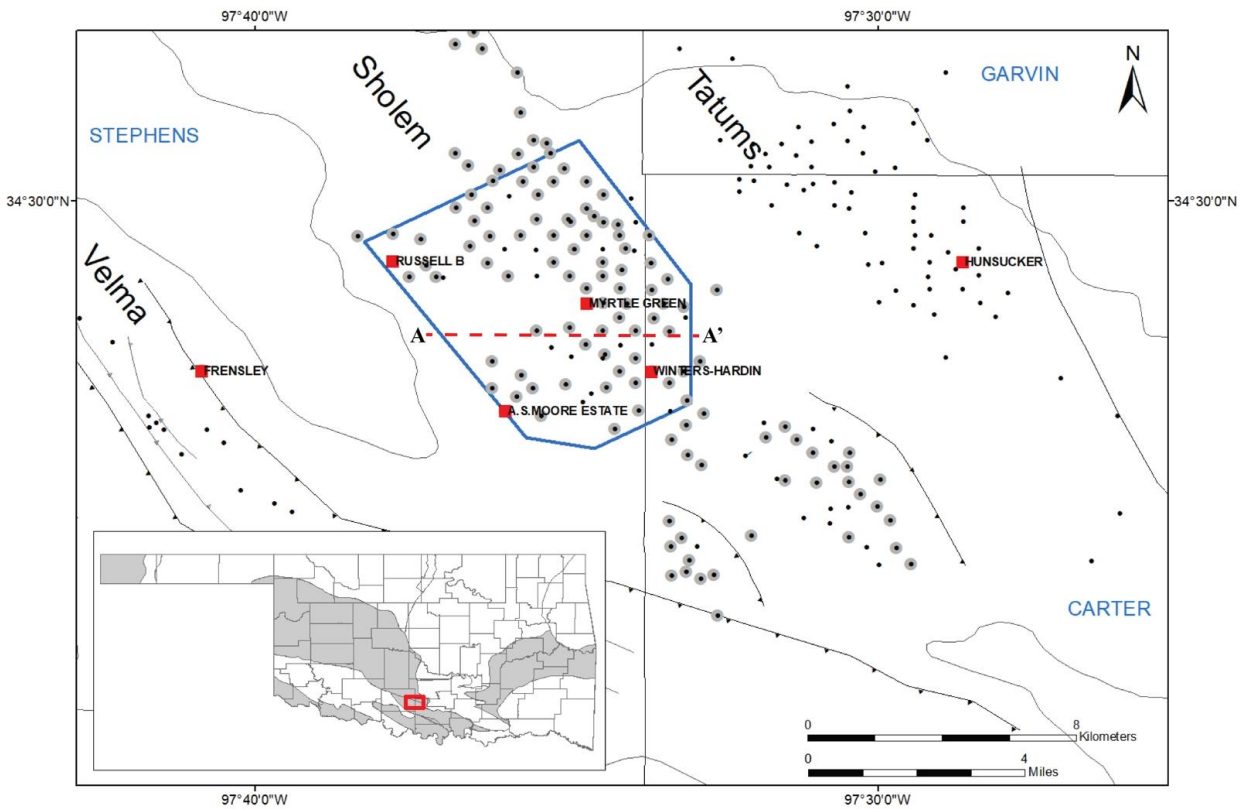 97°40'0"W
97°30'0"W
N
GARVIN
Sholem
Tatums
STEPHENS
34°30'0"N
34°30'0"N
Velma
RUSSELL B
HUNSUCKER
MYRTLE GREEN
A
A'
FRENSLEY
WINTERS-HARDIN
A.S.MOORE ESTATE
CARTER
0
8
Kilometers
0
4
Miles
97°40'0"W
97°30'0"W